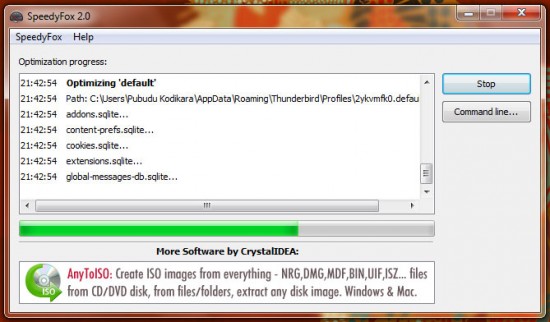 SpeedyFox 2.0
SpeedyFox Help
Optimization progress:
21:42:54 Optimizing 'default'
21:42:54 Path: C:\Users\Pubudu Kodikara\AppData\Roaming\Thunderbird\Profiles\2ykvmfk0.defau
21:42:54 addons.sqlite...
21:42:54 content-prefs.sqlite...
21:42:54 cookies.sqlite...
21:42:54 extensions.sqlite...
21:42:54 global-messages-db.sqlite...
Stop
Command line...
More Software by CrystalIDEA:
AnyToISO: Create ISO images from everything - NRG,DMG,MDF,BIN,UIF,ISZ... files
from CD/DVD disk, from files/folders, extract any disk image. Windows & Mac.
ISO